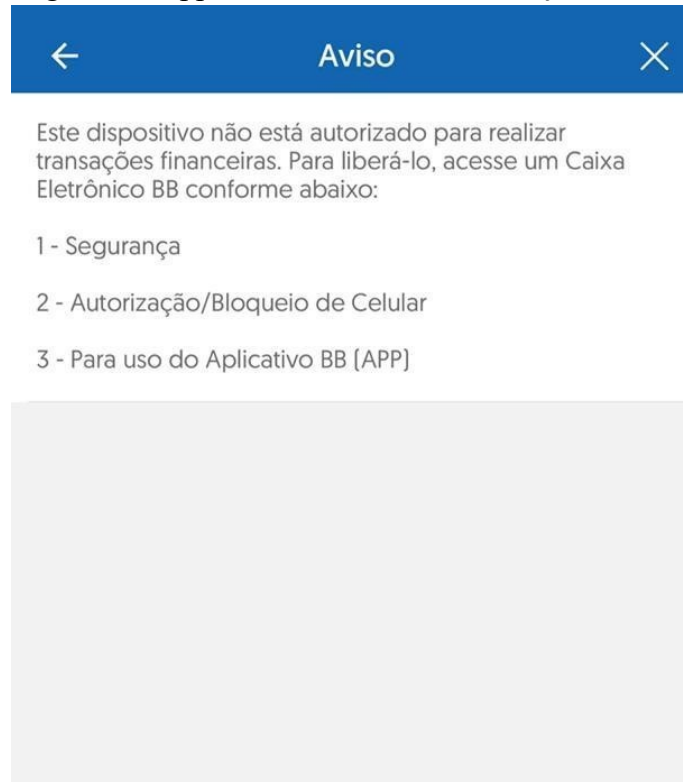 Aviso
Este dispositivo não está autorizado para realizar
transações financeiras. Para liberá-lo, acesse um Caixa
Eletrônico BB conforme abaixo:
1 - Segurança
2 - Autorização/Bloqueio de Celular
3 - Para uso do Aplicativo BB (APP)